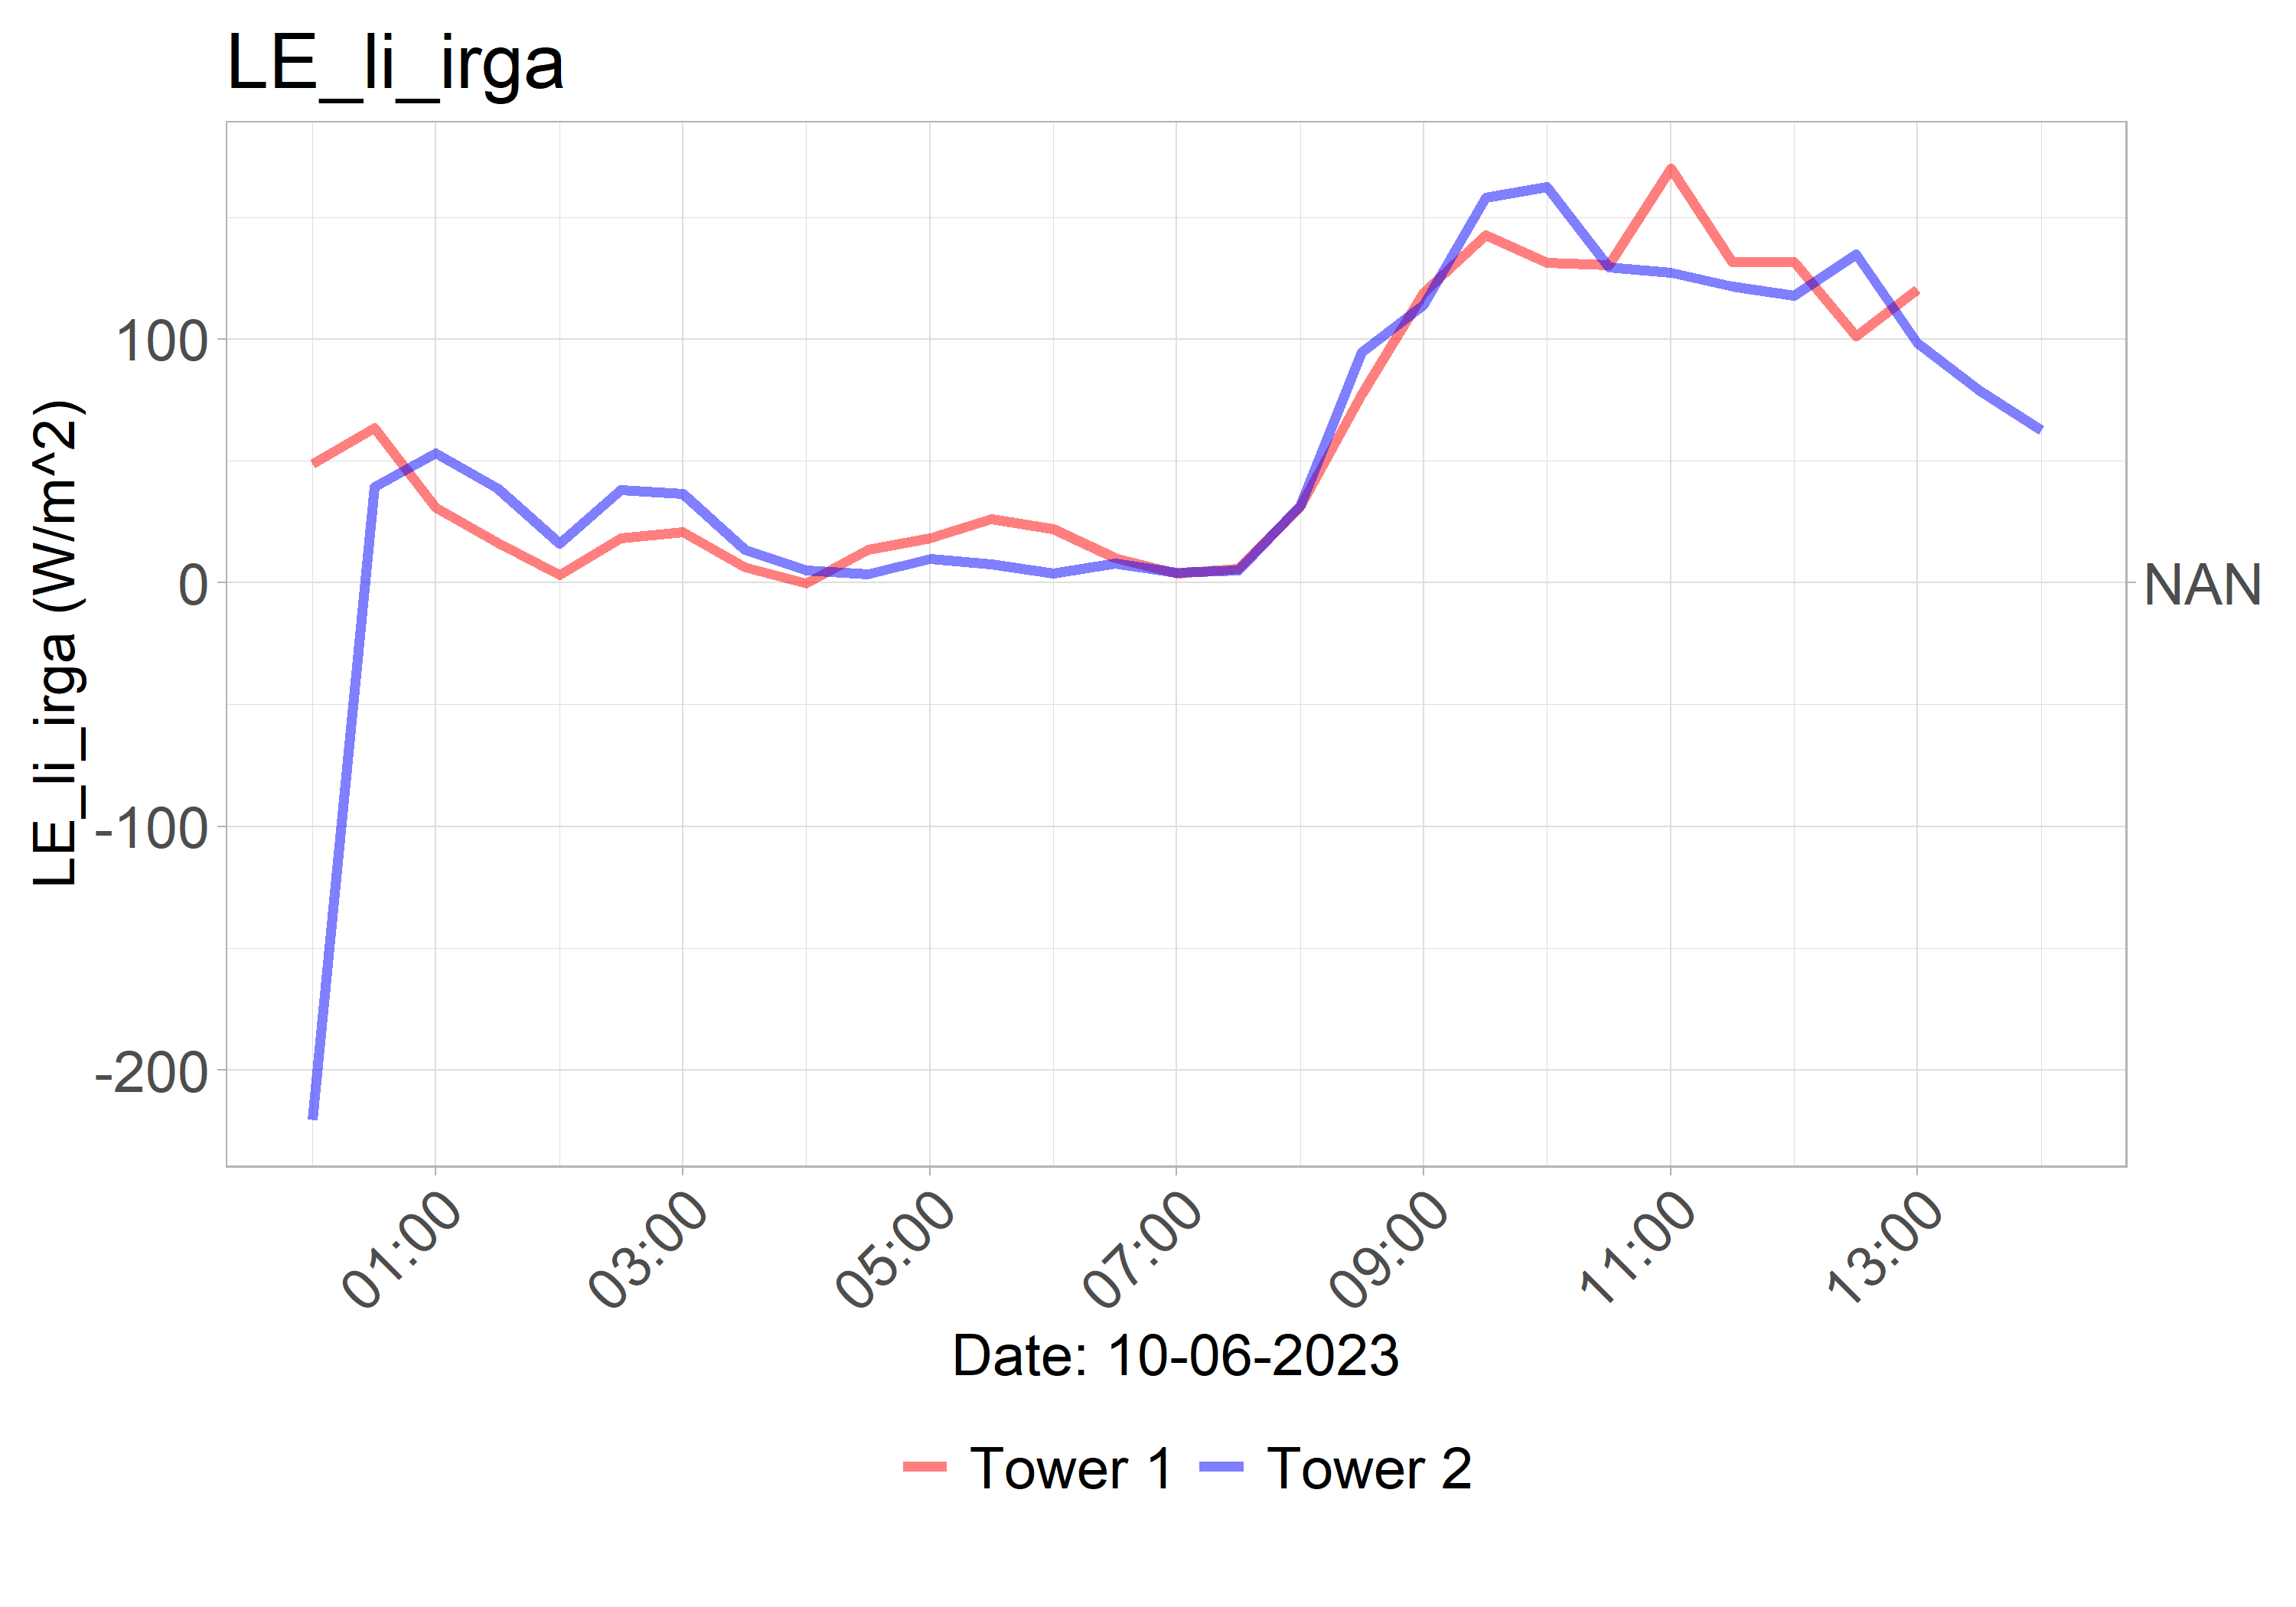 LE_li_irga
LE_li_irga (W/m^2)
100
0
-100
-200
NAN
01:00 03:00 05:00 07:00 09:00 11:00 13:00
Date: 10-06-2023
Tower 1 Tower 2